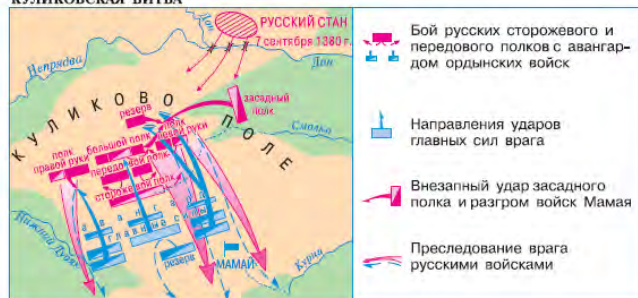 КУЛИКОВСКАЯ БИТВА
РУССКИЙ СТАН
7 сентября 1380 г.
Дон
Дон
Непрядва
КУЛИКОВО ПОЛЕ
засадный
полк
резерв
Смолка
полк
левой руки
большой полк
полк
правой руки
передовой полк
сторожевой полк
авангард
главные силы
Нижний Дубяк
резерв
МАМАЙ
Курца
Бой русских сторожевого и
передового полков с авангар-
дом ордынских войск
Направления ударов
главных сил врага
Внезапный удар засадного
полка и разгром войск Мамая
Преследование врага
русскими войсками